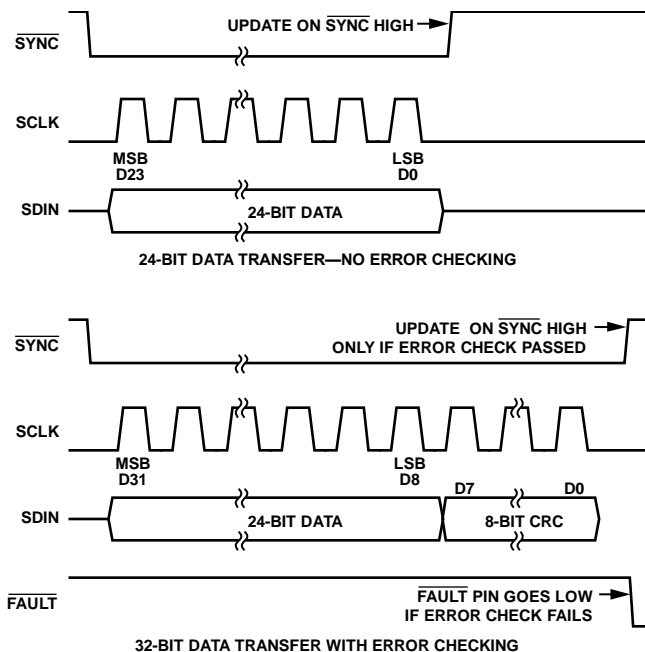 UPDATE ON SYNC HIGH
SYNC
SCLK
MSB
D23
LSB
D0
SDIN
24-BIT DATA
24-BIT DATA TRANSFER—NO ERROR CHECKING
UPDATE ON SYNC HIGH
ONLY IF ERROR CHECK PASSED
SYNC
SCLK
MSB
D31
LSB
D8
D7
D0
SDIN
24-BIT DATA
8-BIT CRC
FAULT
FAULT PIN GOES LOW
IF ERROR CHECK FAILS
32-BIT DATA TRANSFER WITH ERROR CHECKING